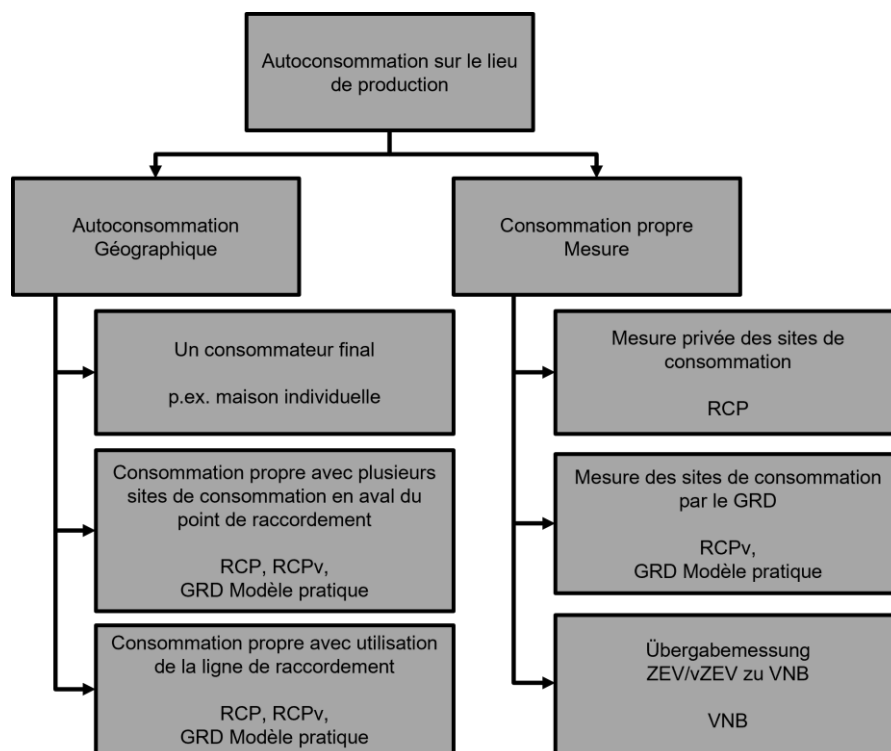 Autoconsommation sur le lieu
de production
Autoconsommation
Géographique
Consommation propre
Mesure
Un consommateur final
p.ex. maison individuelle
Consommation propre avec plusieurs
sites de consommation en aval du
point de raccordement
RCP, RCPv,
GRD Modèle pratique
Consommation propre avec utilisation
de la ligne de raccordement
RCP, RCPv,
GRD Modèle pratique
Mesure privée des sites de
consommation
RCP
Mesure des sites de consommation
par le GRD
RCPv,
GRD Modèle pratique
Übergabemessung
ZEV/vZEV zu VNB
VNB